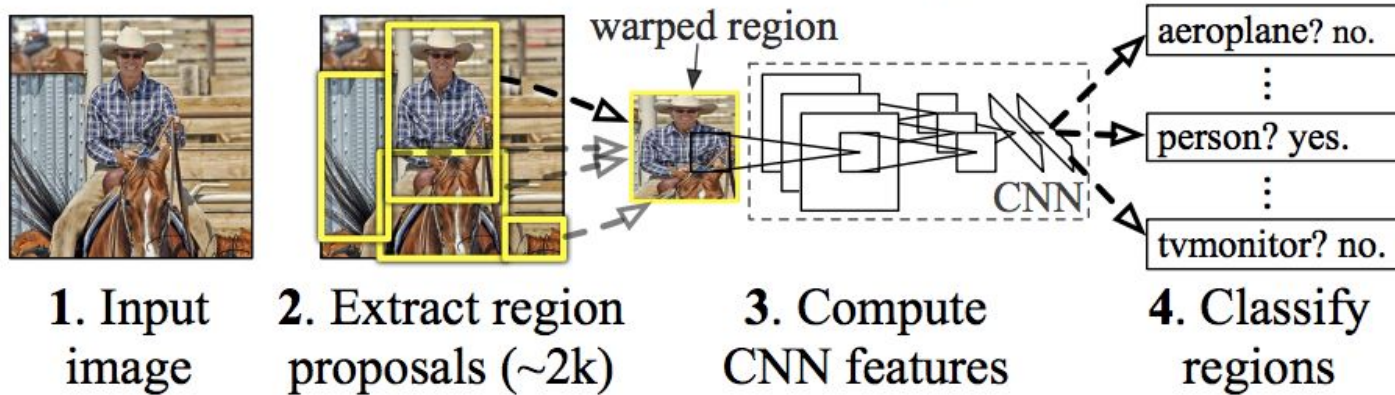 warped region
aeroplane? no.
⋮
person? yes.
⋮
tvmonitor? no.
CNN
1. Input
image
2. Extract region
proposals (~2k)
3. Compute
CNN features
4. Classify
regions